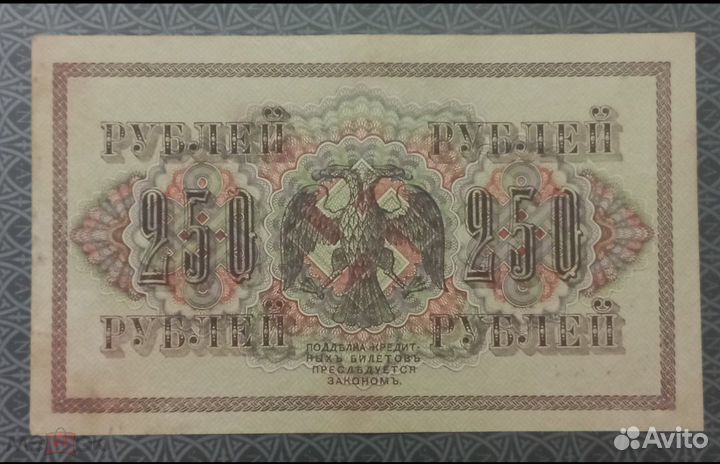 РУБЛЕЙ РУБЛЕЙ
250 250
РУБЛЕЙ РУБЛЕЙ
ПОДДѢЛКА КРЕДИТ-
НЫХЪ БИЛЕТОВЪ
ПРЕСЛѢДУЕТСЯ
ЗАКОНОМЪ.
Avito